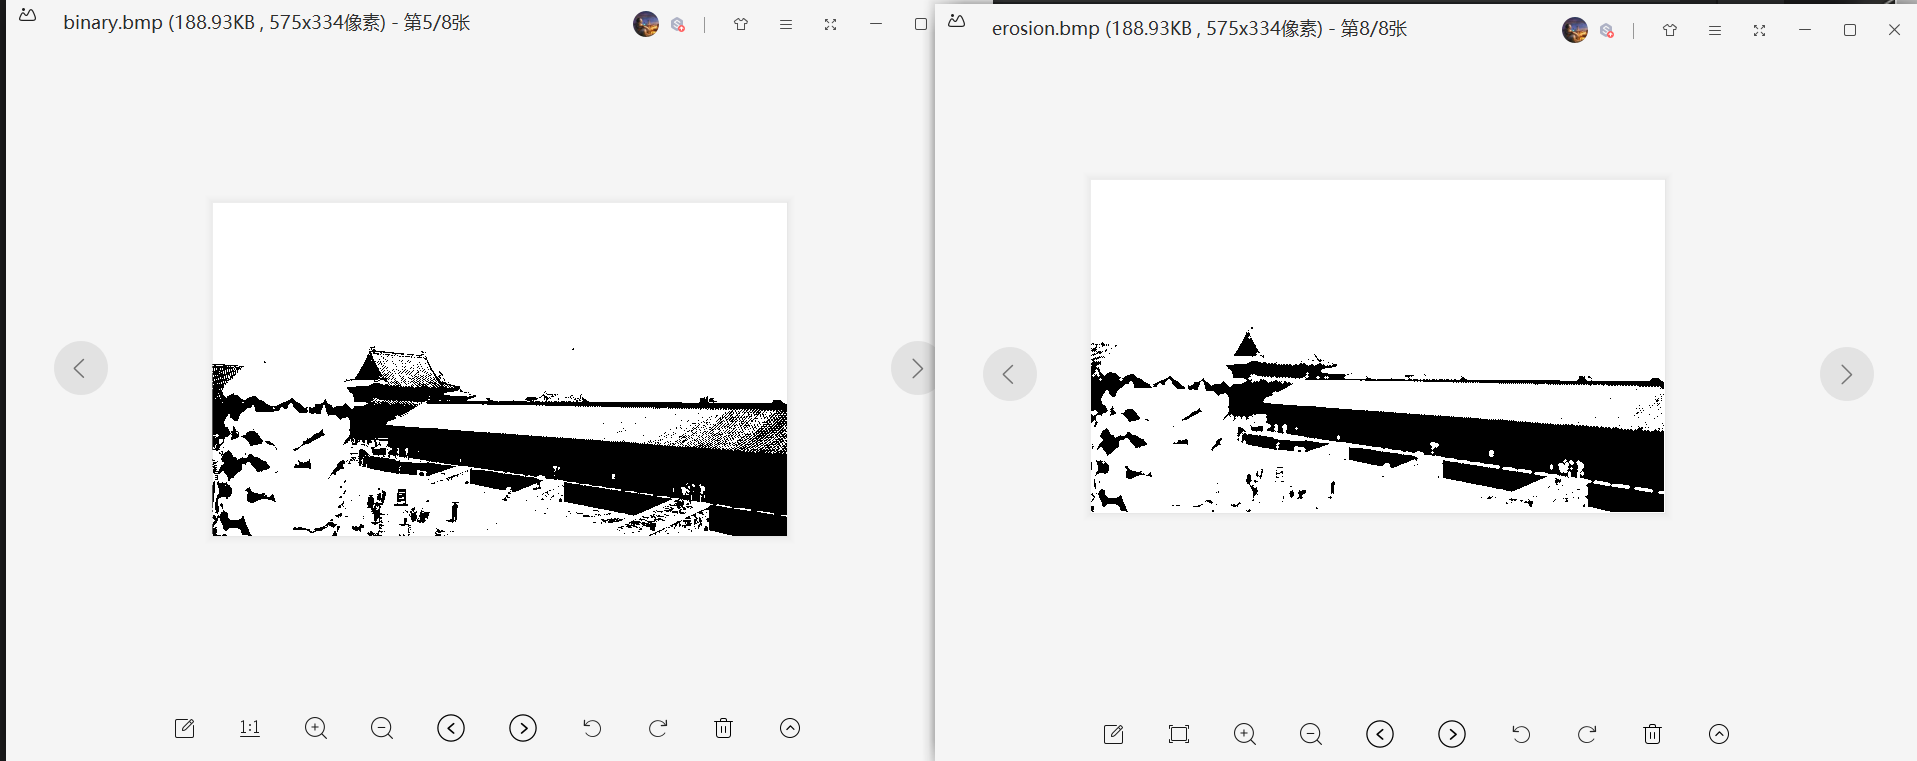 binary.bmp (188.93KB , 575x334像素) - 第5/8张
erosion.bmp (188.93KB , 575x334像素) - 第8/8张
1:1